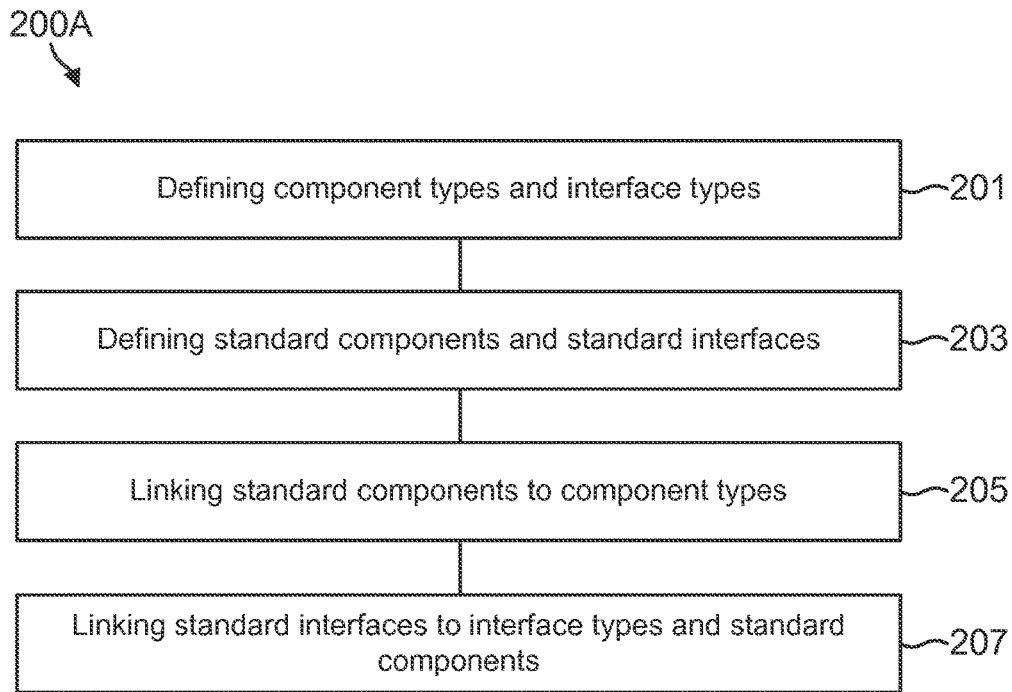 200A
Defining component types and interface types
201
Defining standard components and standard interfaces
203
Linking standard components to component types
205
Linking standard interfaces to interface types and standard
components
207